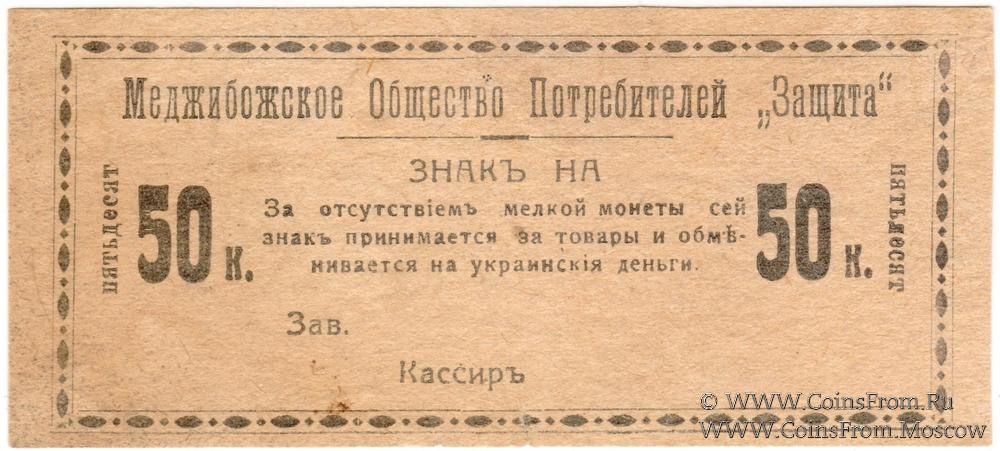 Меджибожское Общество Потребителей „Защита“
ЗНАКЪ НА
пятьдесят
50 к.
За отсутствіемъ мелкой монеты сей
знакъ принимается за товары и обмѣ-
нивается на украинскія деньги.
50 к.
пятьдесят
Зав.
Кассиръ
© WWW.CoinsFrom.Ru
WWW.CoinsFrom.Moscow